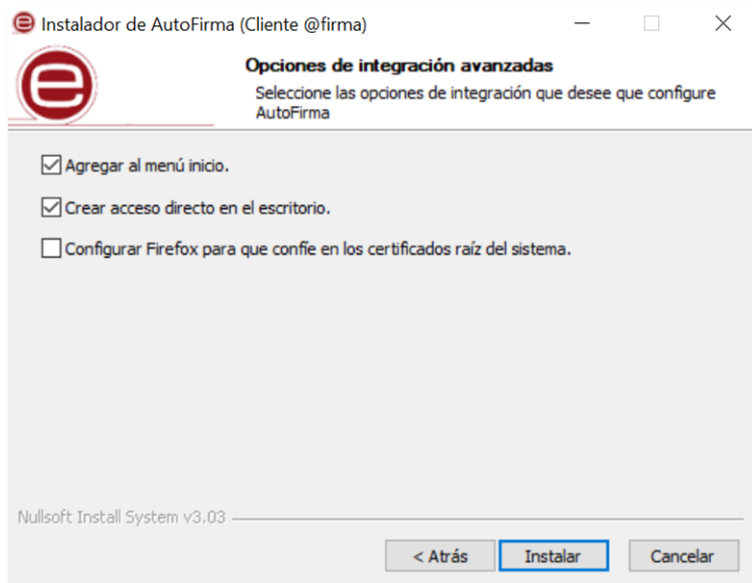 Instalador de AutoFirma (Cliente @firma)
Opciones de integración avanzadas
Seleccione las opciones de integración que desee que configure
AutoFirma
Agregar al menú inicio.
Crear acceso directo en el escritorio.
Configurar Firefox para que confíe en los certificados raíz del sistema.
Nullsoft Install System v3.03
< Atrás
Instalar
Cancelar